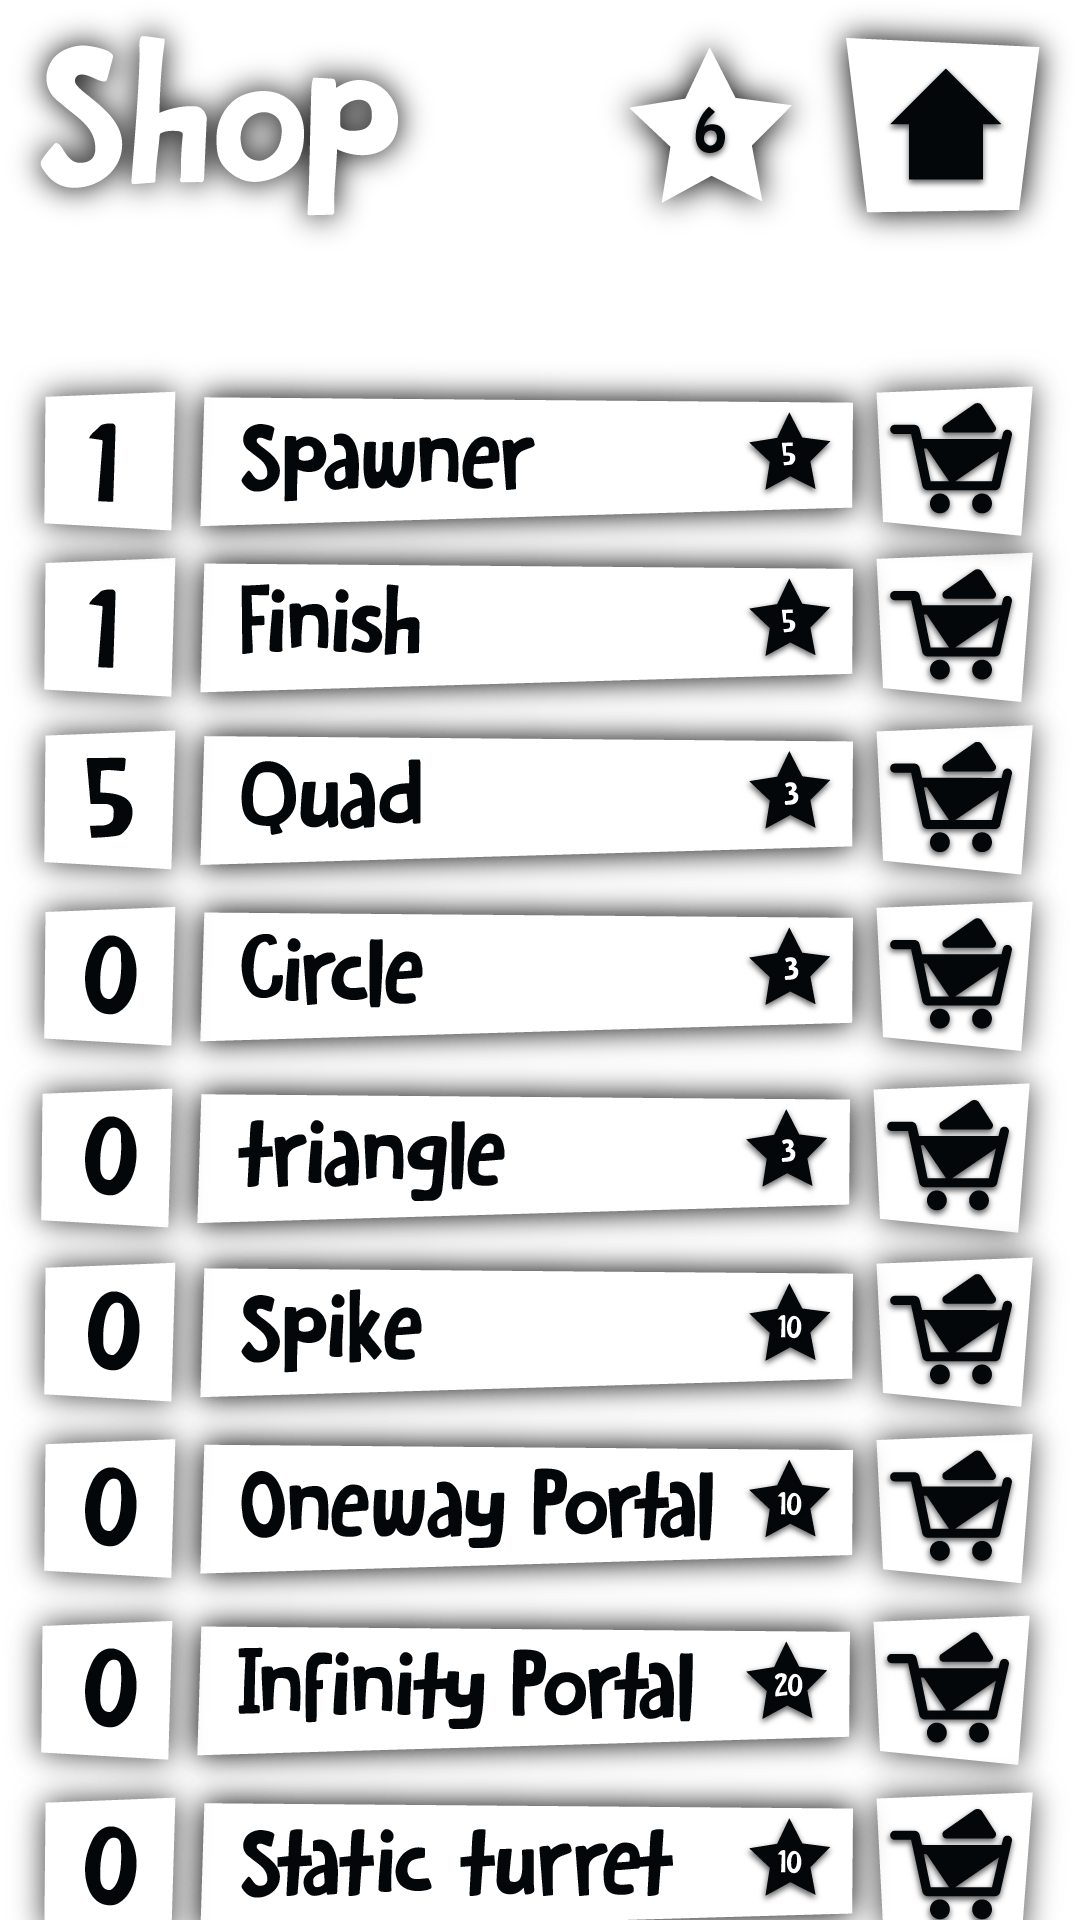 Shop 6
1 Spawner 5
1 Finish 5
5 Quad 3
0 Circle 3
0 triangle 3
0 Spike 10
0 Oneway Portal 10
0 Infinity Portal 20
0 Static turret 10